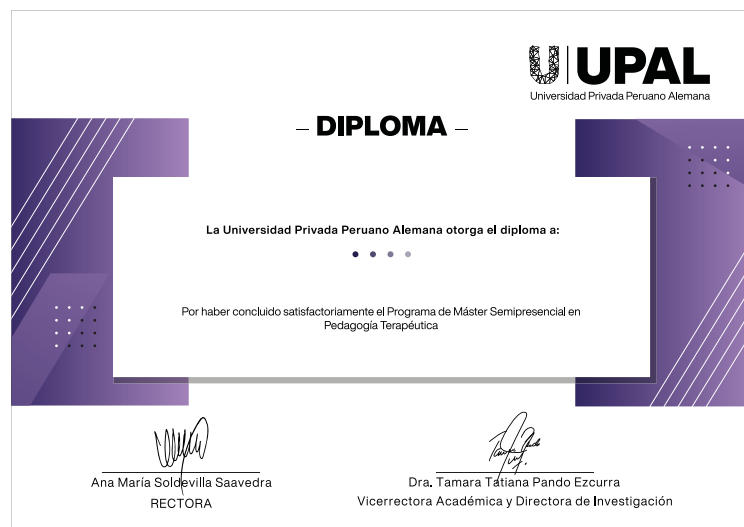 UPAL
Universidad Privada Peruano Alemana
– DIPLOMA –
La Universidad Privada Peruano Alemana otorga el diploma a:
Por haber concluido satisfactoriamente el Programa de Máster Semipresencial en
Pedagogía Terapéutica
Ana María Soldevilla Saavedra
RECTORA
Dra. Tamara Tatiana Pando Ezcurra
Vicerrectora Académica y Directora de Investigación